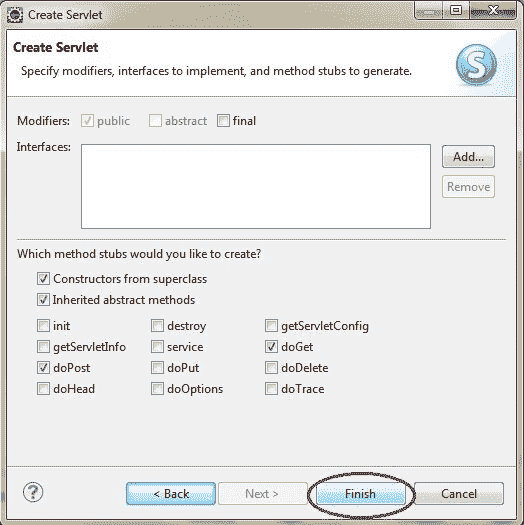 Create Servlet
Create Servlet
Specify modifiers, interfaces to implement, and method stubs to generate.
S
Modifiers: public abstract final
Interfaces:
Add...
Remove
Which method stubs would you like to create?
Constructors from superclass
Inherited abstract methods
init destroy getServletConfig
getServletInfo service doGet
doPost doPut doDelete
doHead doOptions doTrace
? < Back Next > Finish Cancel